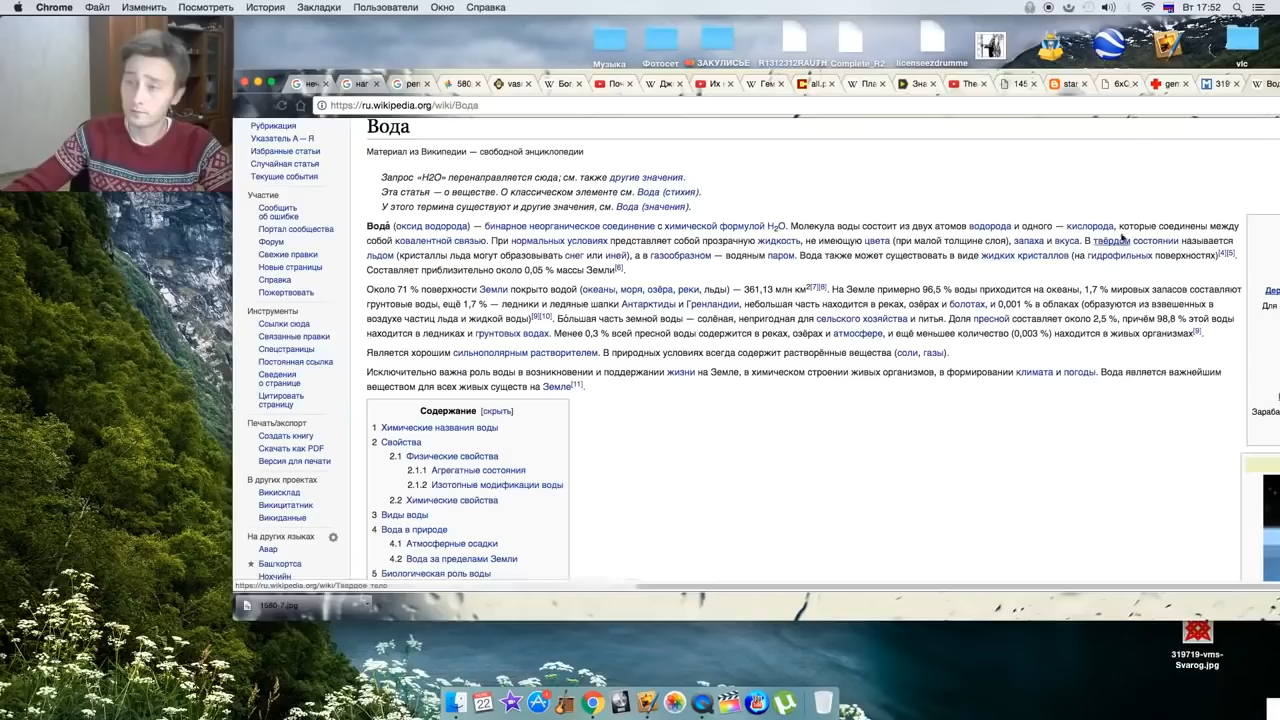 Chrome Файл Изменить Посмотреть История Закладки Пользователи Окно Справка Вт 17:52
Музыка Фотосет ЗАКУЛИСЬЕ Complete_R2 licenseezdrumme vlc
https://ru.wikipedia.org/wiki/Вода
Рубрикация
Указатель А — Я
Избранные статьи
Случайная статья
Текущие события
Участие
Сообщить
об ошибке
Портал сообщества
Форум
Свежие правки
Новые страницы
Справка
Пожертвовать
Инструменты
Ссылки сюда
Связанные правки
Спецстраницы
Постоянная ссылка
Сведения
о странице
Цитировать
страницу
Печать/экспорт
Создать книгу
Скачать как PDF
Версия для печати
В других проектах
Викисклад
Викицитатник
Викиданные
На других языках
Авар
Башҡортса
Нохчийн
Вода
Материал из Википедии — свободной энциклопедии
Запрос «H2O» перенаправляется сюда; см. также другие значения.
Эта статья — о веществе. О классическом элементе см. Вода (стихия).
У этого термина существуют и другие значения, см. Вода (значения).
Вода́ (оксид водорода) — бинарное неорганическое соединение с химической формулой H2O. Молекула воды состоит из двух атомов водорода и одного — кислорода, которые соединены между
собой ковалентной связью. При нормальных условиях представляет собой прозрачную жидкость, не имеющую цвета (при малой толщине слоя), запаха и вкуса. В твёрдом состоянии называется
льдом (кристаллы льда могут образовывать снег или иней), а в газообразном — водяным паром. Вода также может существовать в виде жидких кристаллов (на гидрофильных поверхностях)[4][5].
Составляет приблизительно около 0,05 % массы Земли[6].
Около 71 % поверхности Земли покрыто водой (океаны, моря, озёра, реки, льды) — 361,13 млн км2[7][8]. На Земле примерно 96,5 % воды приходится на океаны, 1,7 % мировых запасов составляют
грунтовые воды, ещё 1,7 % — ледники и ледяные шапки Антарктиды и Гренландии, небольшая часть находится в реках, озёрах и болотах, и 0,001 % в облаках (образуются из взвешенных в
воздухе частиц льда и жидкой воды)[9][10]. Бо́льшая часть земной воды — солёная, непригодная для сельского хозяйства и питья. Доля пресной составляет около 2,5 %, причём 98,8 % этой воды
находится в ледниках и грунтовых водах. Менее 0,3 % всей пресной воды содержится в реках, озёрах и атмосфере, и ещё меньшее количество (0,003 %) находится в живых организмах[9].
Является хорошим сильнополярным растворителем. В природных условиях всегда содержит растворённые вещества (соли, газы).
Исключительно важна роль воды в возникновении и поддержании жизни на Земле, в химическом строении живых организмов, в формировании климата и погоды. Вода является важнейшим
веществом для всех живых существ на Земле[11].
Содержание [скрыть]
1 Химические названия воды
2 Свойства
2.1 Физические свойства
2.1.1 Агрегатные состояния
2.1.2 Изотопные модификации воды
2.2 Химические свойства
3 Виды воды
4 Вода в природе
4.1 Атмосферные осадки
4.2 Вода за пределами Земли
5 Биологическая роль воды
https://ru.wikipedia.org/wiki/Твёрдое_тело
1580-7.jpg
319719-vms-
Svarog.jpg
22